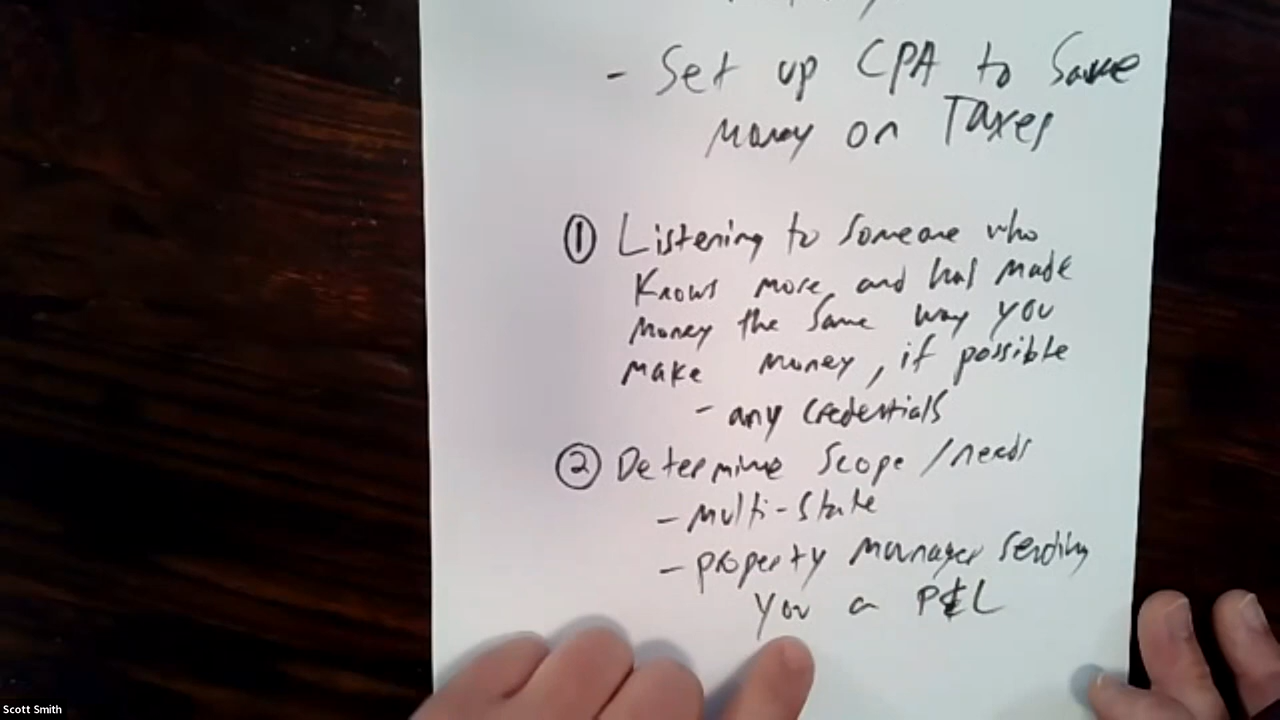 - Set up CPA to Save
Money on Taxes
① Listening to someone who
Knows more and has made
Money the same way you
make money, if possible
- any credentials
② Determine scope/needs
- multi-state
- property manager sending
you a P&L
Scott Smith